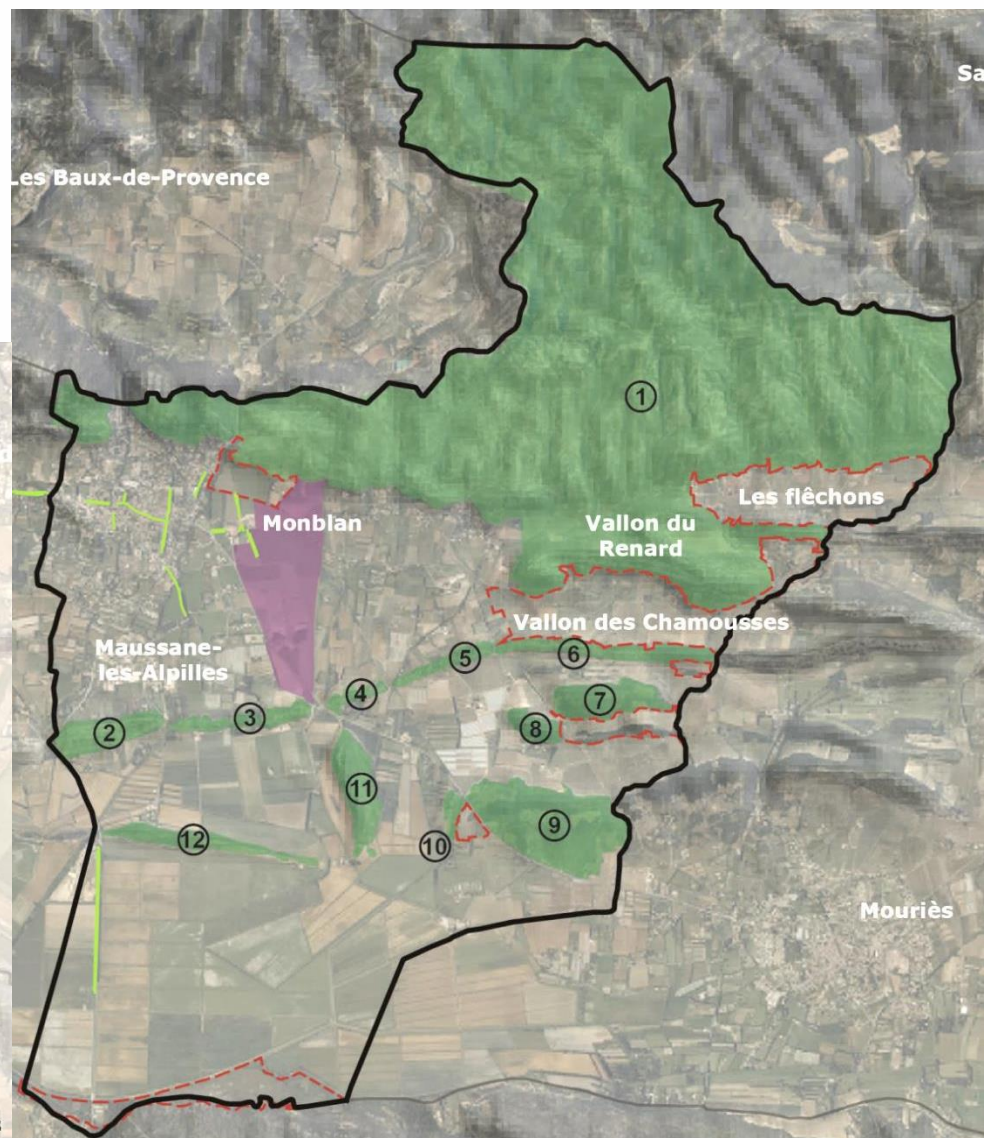 Sa
Les Baux-de-Provence
1
Les flêchons
Monblan
Vallon du
Renard
Vallon des Chamousses
Maussane-
les-Alpilles
5
6
4
7
3
2
8
11
9
10
12
Mouriès